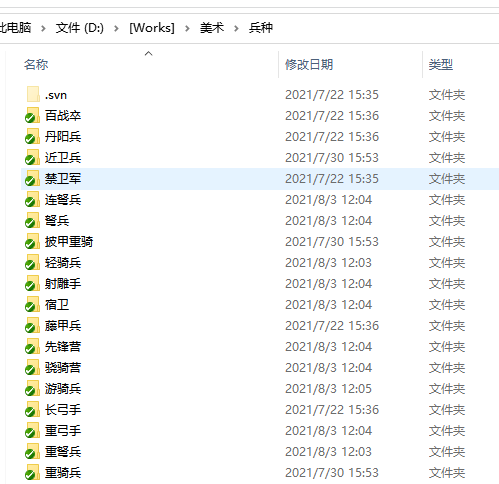 此电脑 > 文件 (D:) > [Works] > 美术 > 兵种
名称 修改日期 类型
.svn 2021/7/22 15:35 文件夹
百战卒 2021/7/22 15:36 文件夹
丹阳兵 2021/7/22 15:36 文件夹
近卫兵 2021/7/30 15:53 文件夹
禁卫军 2021/7/22 15:35 文件夹
连弩兵 2021/8/3 12:04 文件夹
弩兵 2021/8/3 12:04 文件夹
披甲重骑 2021/7/30 15:53 文件夹
轻骑兵 2021/8/3 12:03 文件夹
射雕手 2021/8/3 12:04 文件夹
宿卫 2021/8/3 12:04 文件夹
藤甲兵 2021/7/22 15:36 文件夹
先锋营 2021/8/3 12:04 文件夹
骁骑营 2021/8/3 12:04 文件夹
游骑兵 2021/8/3 12:05 文件夹
长弓手 2021/7/22 15:36 文件夹
重弓手 2021/8/3 12:04 文件夹
重弩兵 2021/8/3 12:03 文件夹
重骑兵 2021/7/30 15:53 文件夹